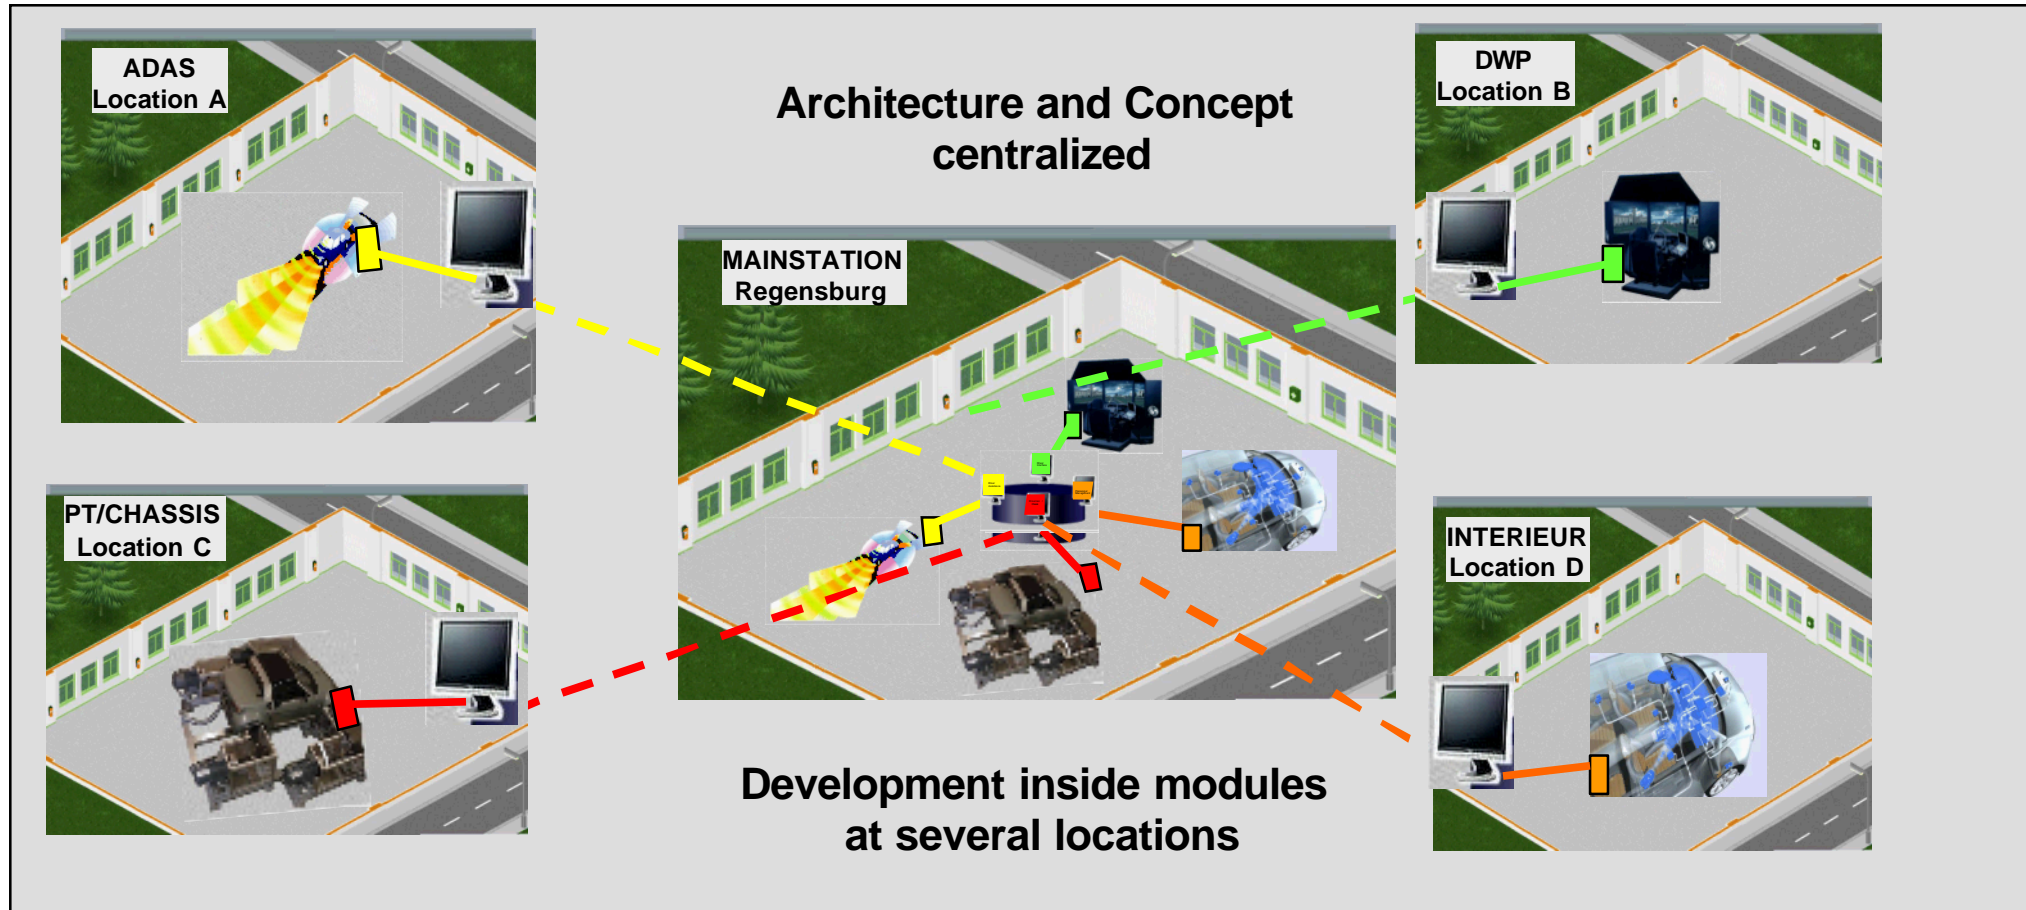 ADAS
Location A
Architecture and Concept
centralized
DWP
Location B
MAINSTATION
Regensburg
PT/CHASSIS
Location C
INTERIEUR
Location D
Development inside modules
at several locations